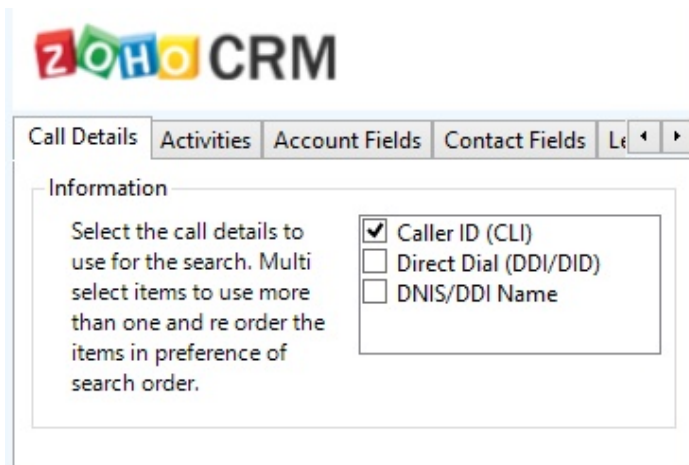 ZOHO CRM
Call Details Activities Account Fields Contact Fields
Information
Select the call details to
use for the search. Multi
select items to use more
than one and re order the
items in preference of
search order.
Caller ID (CLI)
Direct Dial (DDI/DID)
DNIS/DDI Name